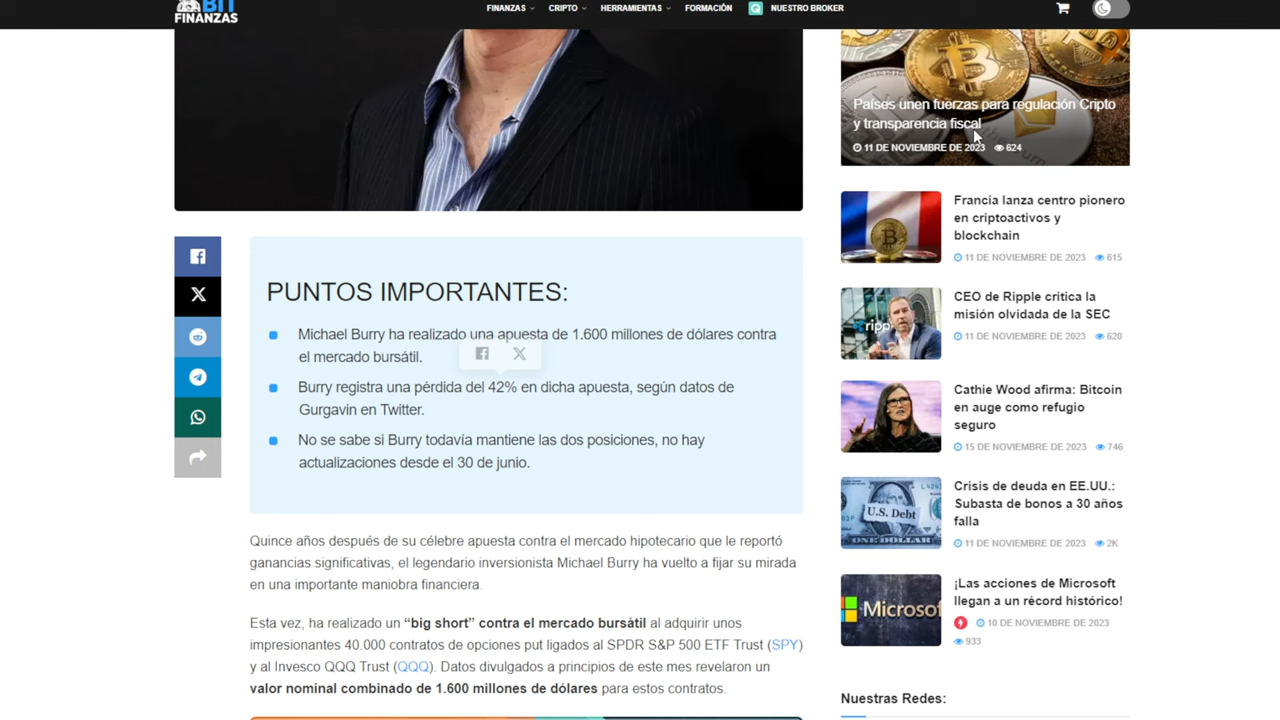 BIT
FINANZAS
FINANZAS
CRIPTO
HERRAMIENTAS
FORMACIÓN
NUESTRO BROKER
Países unen fuerzas para regulación Cripto
y transparencia fiscal
11 DE NOVIEMBRE DE 2023 624
Francia lanza centro pionero
en criptoactivos y
blockchain
11 DE NOVIEMBRE DE 2023 615
CEO de Ripple critica la
misión olvidada de la SEC
11 DE NOVIEMBRE DE 2023 620
Cathie Wood afirma: Bitcoin
en auge como refugio
seguro
15 DE NOVIEMBRE DE 2023 746
U.S. Debt
ONE DOLLAR
Crisis de deuda en EE.UU.:
Subasta de bonos a 30 años
falla
11 DE NOVIEMBRE DE 2023 2K
Microsof
¡Las acciones de Microsoft
llegan a un récord histórico!
10 DE NOVIEMBRE DE 2023
933
Nuestras Redes:
PUNTOS IMPORTANTES:
Michael Burry ha realizado una apuesta de 1.600 millones de dólares contra
el mercado bursátil.
Burry registra una pérdida del 42% en dicha apuesta, según datos de
Gurgavin en Twitter.
No se sabe si Burry todavía mantiene las dos posiciones, no hay
actualizaciones desde el 30 de junio.
Quince años después de su célebre apuesta contra el mercado hipotecario que le reportó
ganancias significativas, el legendario inversionista Michael Burry ha vuelto a fijar su mirada
en una importante maniobra financiera.
Esta vez, ha realizado un “big short” contra el mercado bursátil al adquirir unos
impresionantes 40.000 contratos de opciones put ligados al SPDR S&P 500 ETF Trust (SPY)
y al Invesco QQQ Trust (QQQ). Datos divulgados a principios de este mes revelaron un
valor nominal combinado de 1.600 millones de dólares para estos contratos.